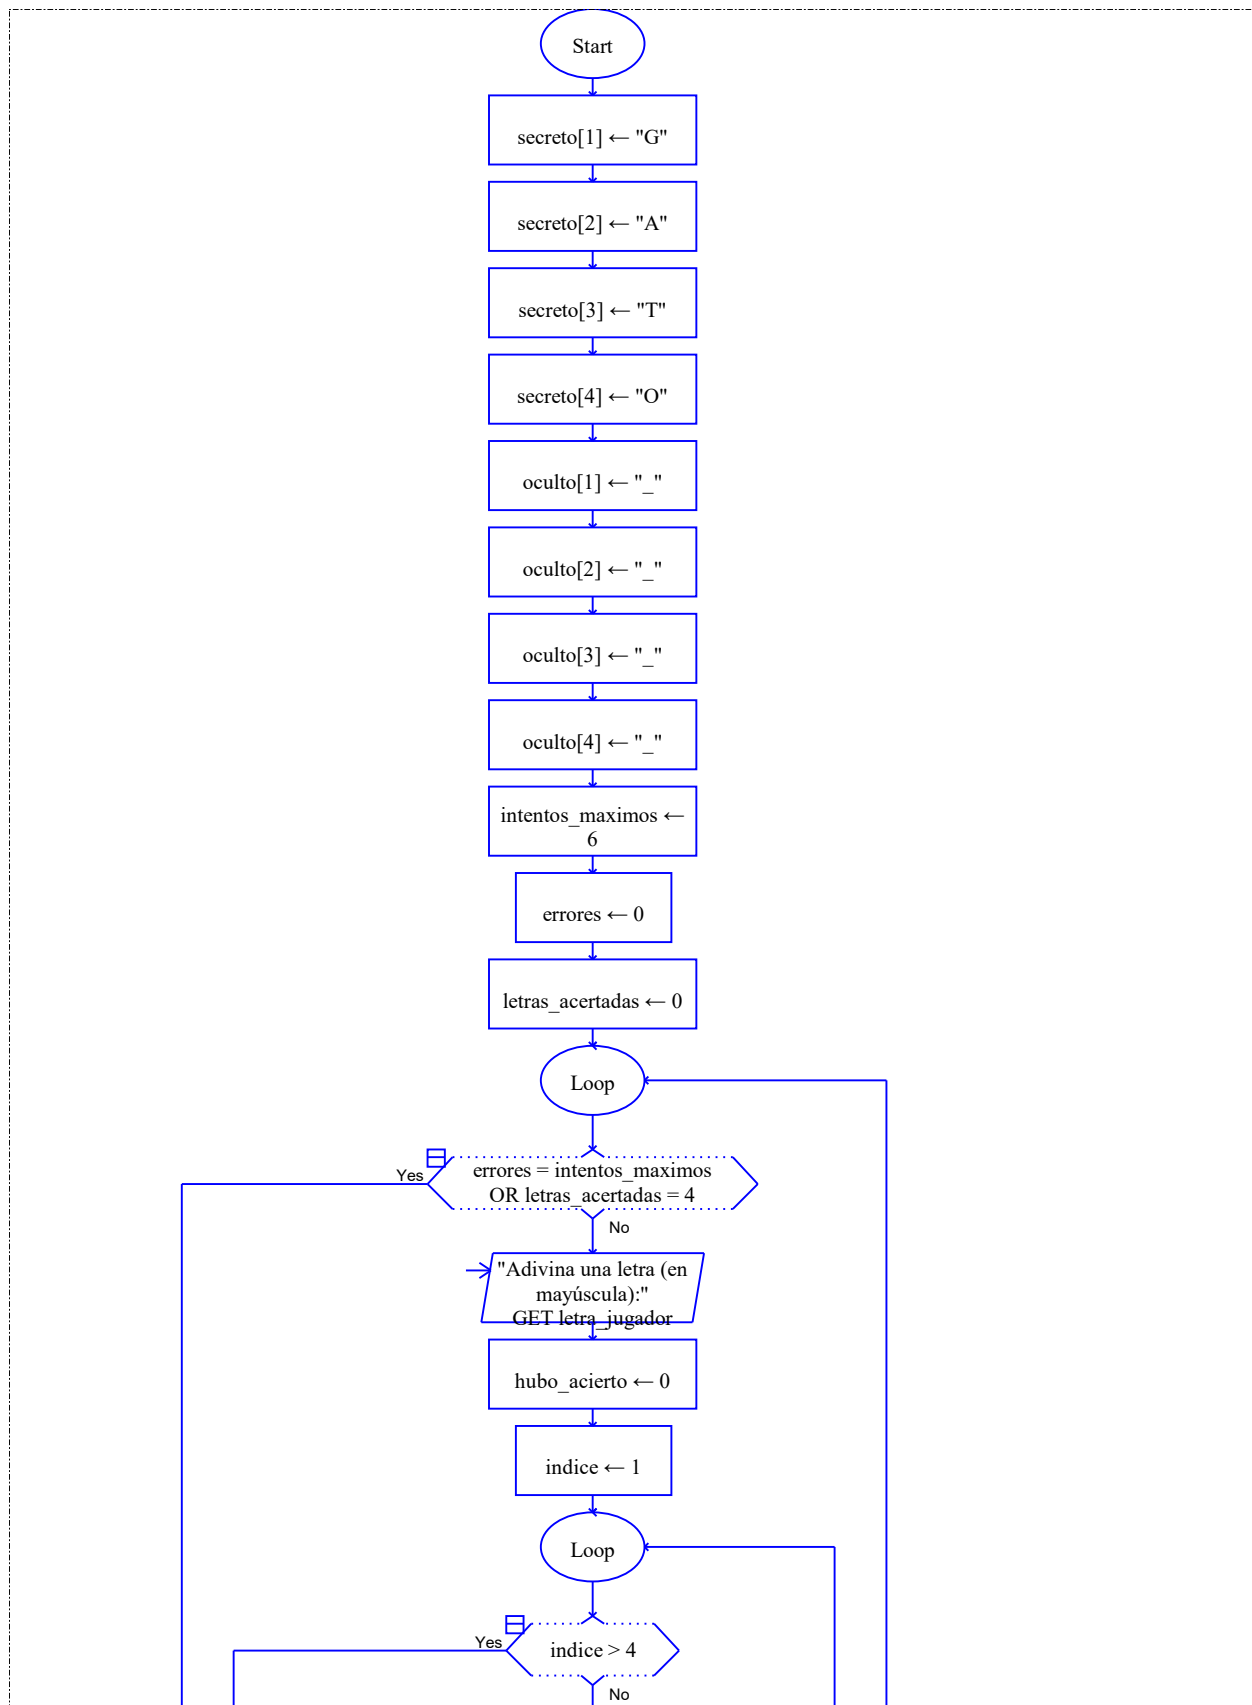 Start
secreto[1] ← "G"
secreto[2] ← "A"
secreto[3] ← "T"
secreto[4] ← "O"
oculto[1] ← "_"
oculto[2] ← "_"
oculto[3] ← "_"
oculto[4] ← "_"
intentos_maximos ←
6
errores ← 0
letras_acertadas ← 0
Loop
Yes
errores = intentos_maximos
OR letras_acertadas = 4
No
"Adivina una letra (en
mayúscula):"
GET letra_jugador
hubo_acierto ← 0
indice ← 1
Loop
Yes
indice > 4
No